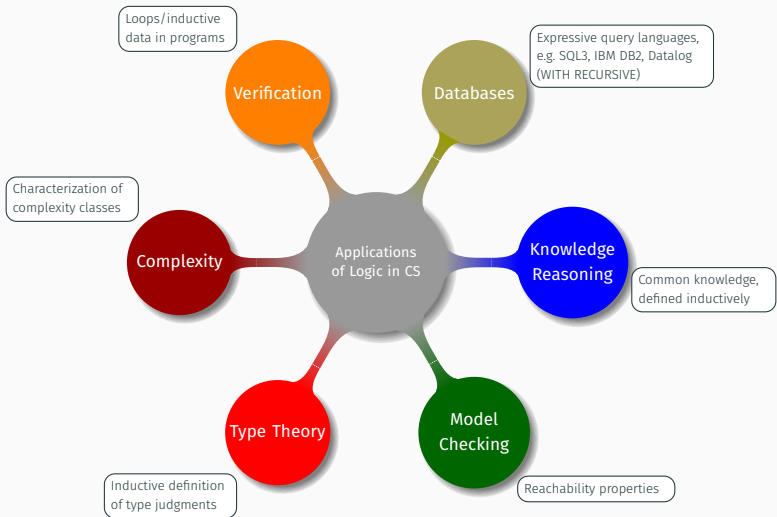 Loops/inductive
data in programs
Expressive query languages,
e.g. SQL3, IBM DB2, Datalog
(WITH RECURSIVE)
Verification
Databases
Characterization of
complexity classes
Complexity
Applications
of Logic in CS
Knowledge
Reasoning
Common knowledge,
defined inductively
Type Theory
Model
Checking
Inductive definition
of type judgments
Reachability properties